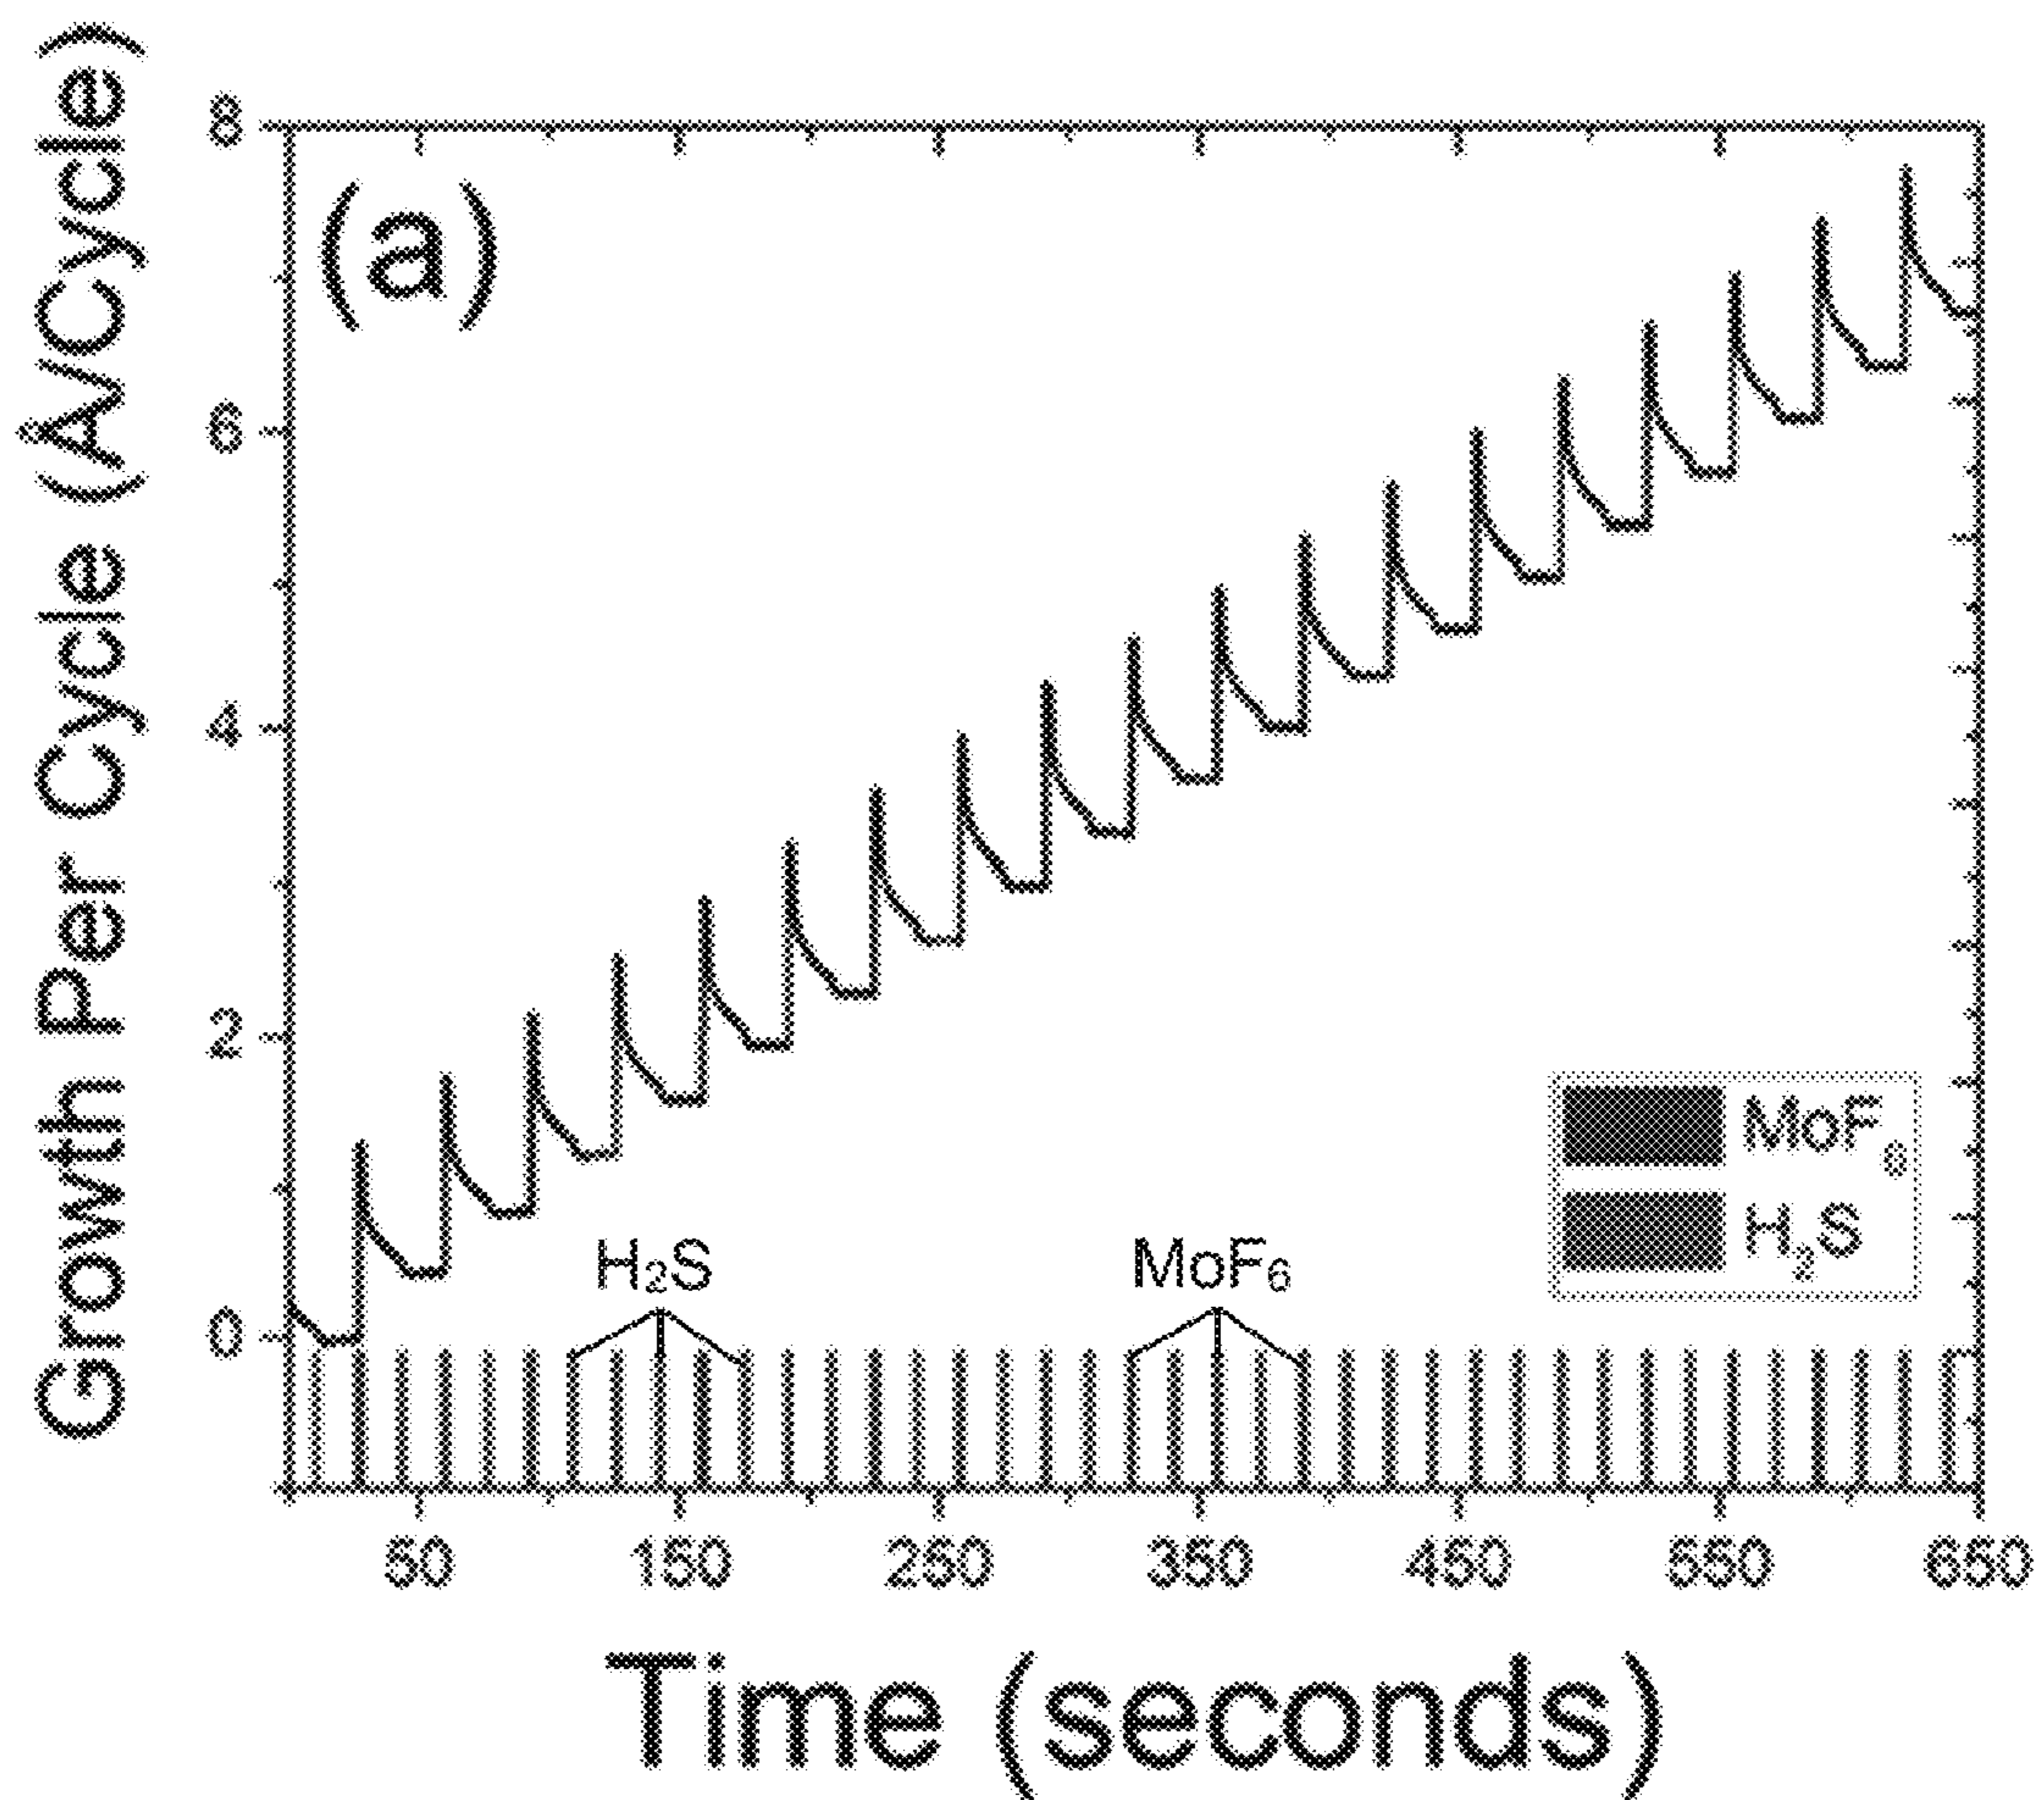 Growth Per Cycle (Å/Cycle)
8
6
4
2
0
(a)
H₂S
MoF₆
MoF₆
H₂S
50 150 250 350 450 550 650
Time (seconds)